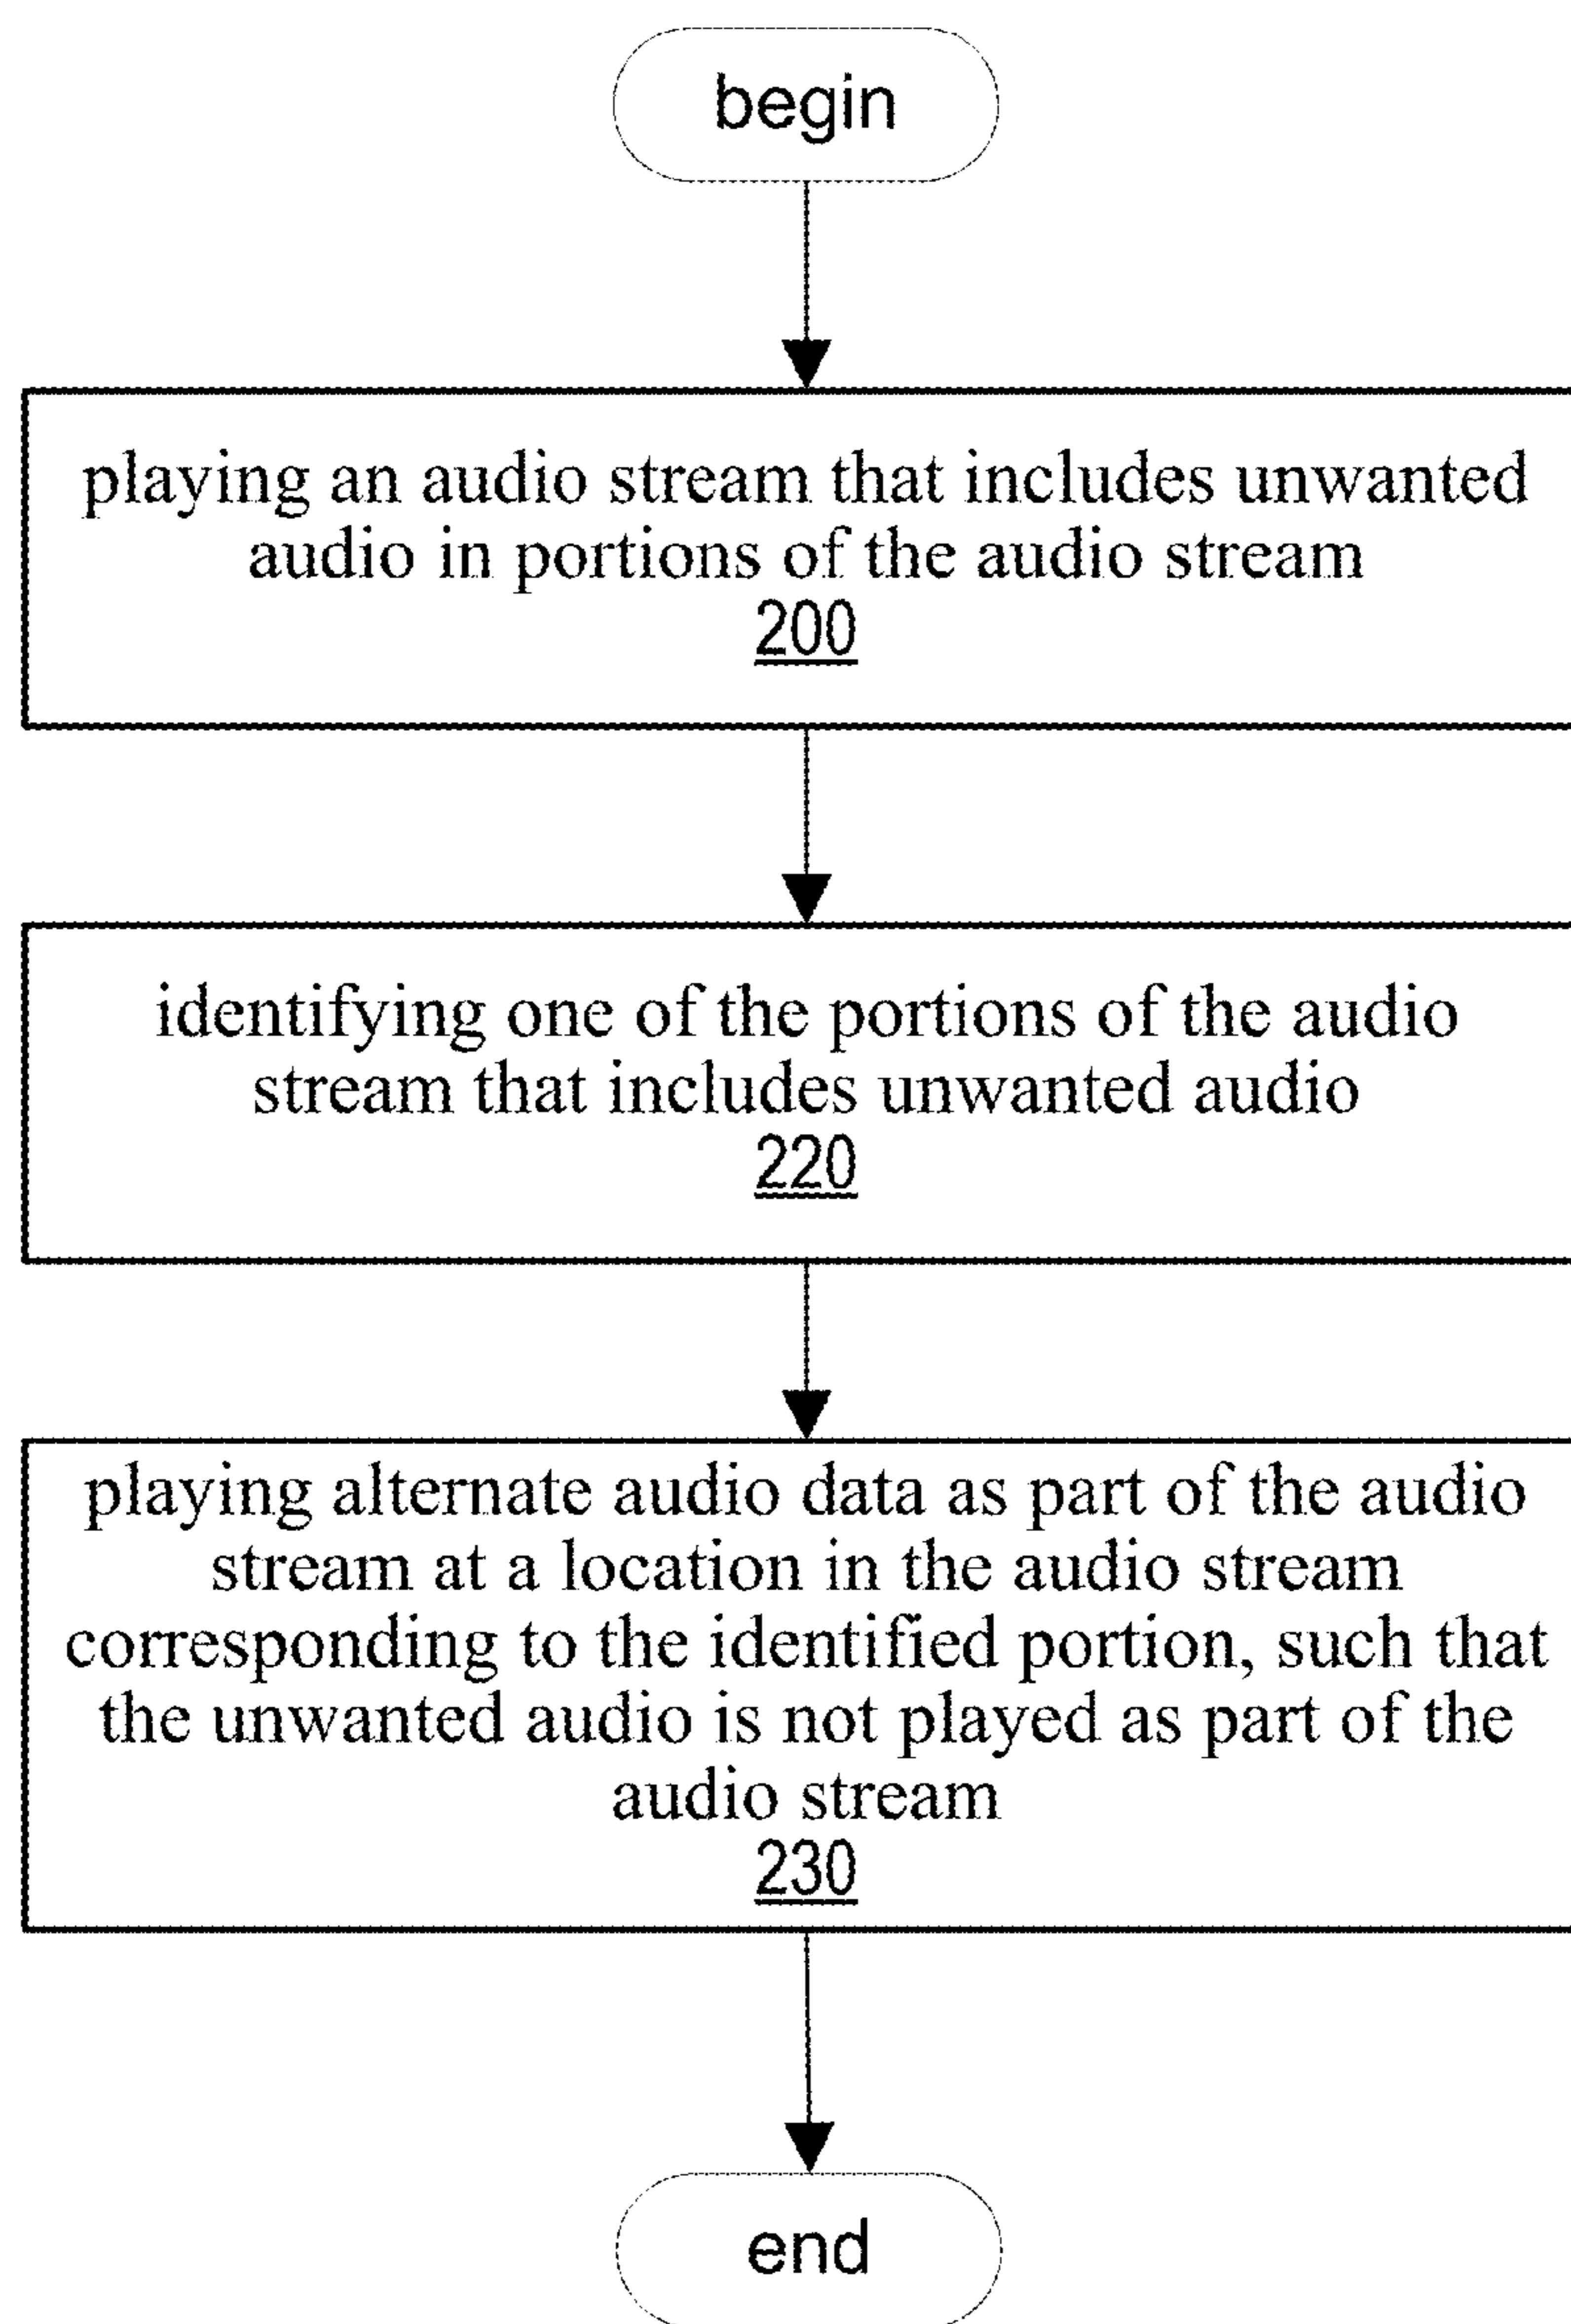 begin
playing an audio stream that includes unwanted
audio in portions of the audio stream
200
identifying one of the portions of the audio
stream that includes unwanted audio
220
playing alternate audio data as part of the audio
stream at a location in the audio stream
corresponding to the identified portion, such that
the unwanted audio is not played as part of the
audio stream
230
end